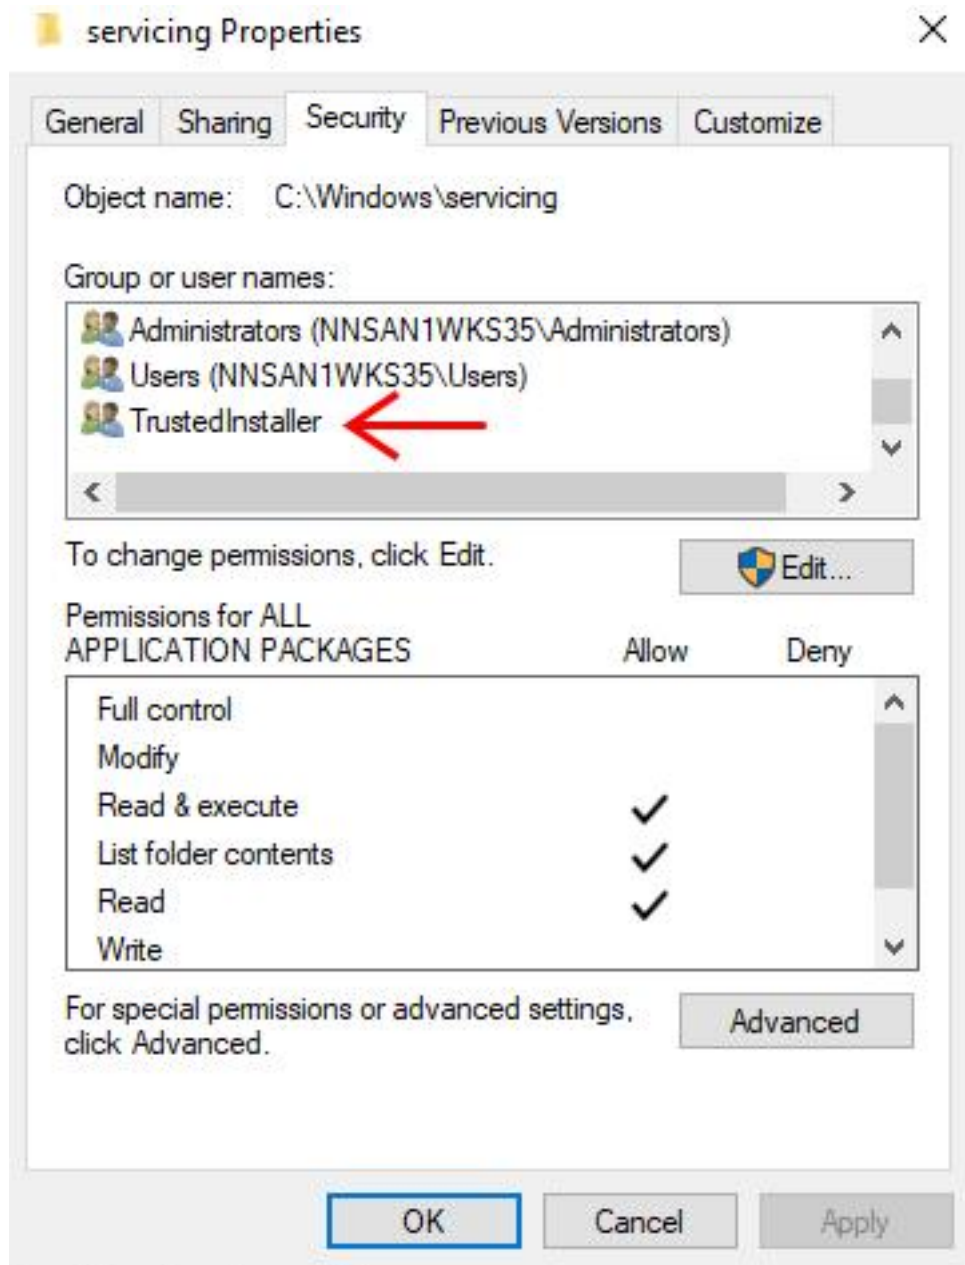 servicing Properties
General Sharing Security Previous Versions Customize
Object name: C:\Windows\servicing
Group or user names:
Administrators (NNSAN1WKS35\Administrators)
Users (NNSAN1WKS35\Users)
TrustedInstaller
To change permissions, click Edit.
Edit...
Permissions for ALL
APPLICATION PACKAGES Allow Deny
Full control
Modify
Read & execute
List folder contents
Read
Write
For special permissions or advanced settings,
click Advanced.
Advanced
OK Cancel Apply